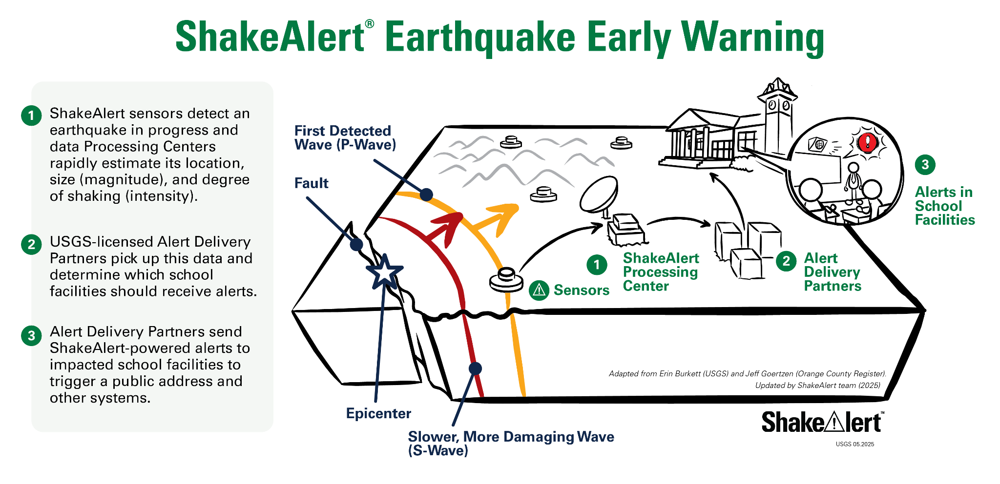 ShakeAlert® Earthquake Early Warning
1
ShakeAlert sensors detect an
earthquake in progress and
data Processing Centers
rapidly estimate its location,
size (magnitude), and degree
of shaking (intensity).
2
USGS-licensed Alert Delivery
Partners pick up this data and
determine which school
facilities should receive alerts.
3
Alert Delivery Partners send
ShakeAlert-powered alerts to
impacted school facilities to
trigger a public address and
other systems.
First Detected
Wave (P-Wave)
Fault
Epicenter
Slower, More Damaging Wave
(S-Wave)
Sensors
1
ShakeAlert
Processing
Center
2
Alert
Delivery
Partners
3
Alerts in
School
Facilities
Adapted from Erin Burkett (USGS) and Jeff Goertzen (Orange County Register).
Updated by ShakeAlert team (2025)
ShakeAlert™
USGS 05.2025